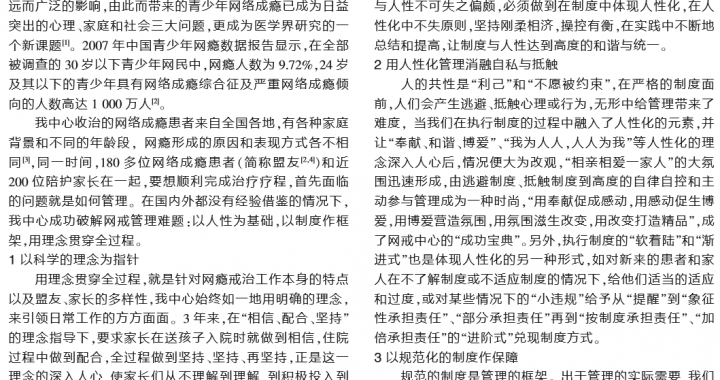 远而广泛的影响,由此而带来的青少年网络成瘾已成为日益
突出的心理、家庭和社会三大问题,更成为医学界研究的一
个新课题[1]。2007 年中国青少年网瘾数据报告显示,在全部
被调查的 30 岁以下青少年网民中,网瘾人数为 9.72%,24 岁
及其以下的青少年具有网络成瘾综合征及严重网络成瘾倾
向的人数高达 1 000 万人[2]。
我中心收治的网络成瘾患者来自全国各地,有各种家庭
背景和不同的年龄段，网瘾形成的原因和表现方式各不相
同[3],同一时间,180 多位网络成瘾患者(简称盟友[2,4])和近
200 位陪护家长在一起,要想顺利完成治疗疗程,首先面临
的问题就是如何管理。在国内外都没有经验借鉴的情况下,
我中心成功破解网戒管理难题:以人性为基础,以制度作框
架,用理念贯穿全过程。
1 以科学的理念为指针
用理念贯穿全过程,就是针对网瘾戒治工作本身的特点
以及盟友、家长的多样性,我中心始终如一地用明确的理念,
来引领日常工作的方方面面。3 年来,在“相信、配合、坚持”
的理念指导下,要求家长在送孩子入院时就做到相信,住院
过程中做到配合,全过程做到坚持、坚持、再坚持,正是这一
理念的深入人心,使家长们从不理解到理解,到积极投入到
与人性不可失之偏颇,必须做到在制度中体现人性化,在人
性化中不失原则,坚持刚柔相济,操控有衡,在实践中不断地
总结和提高,让制度与人性达到高度的和谐与统一。
2 用人性化管理消融自私与抵触
人的共性是“利己”和“不愿被约束”,在严格的制度面
前,人们会产生逃避、抵触心理或行为,无形中给管理带来了
难度，当我们在执行制度的过程中融入了人性化的元素,并
让“奉献、和谐、博爱”、“我为人人,人人为我”等人性化的理
念深入人心后,情况便大为改观,“相亲相爱一家人”的大氛
围迅速形成,由逃避制度、抵触制度到高度的自律自控和主
动参与管理成为一种时尚,“用奉献促成感动,用感动促生博
爱,用博爱营造氛围,用氛围滋生改变,用改变打造精品”,成
了网戒中心的“成功宝典”。另外,执行制度的“软着陆”和“渐
进式”也是体现人性化的另一种形式,如对新来的患者和家
人在不了解制度或不适应制度的情况下,给他们适当的适应
和过度,或对某些情况下的“小违规”给予从“提醒”到“象征
性承担责任”、“部分承担责任”再到“按制度承担责任”、“加
倍承担责任”的“进阶式”兑现制度方式。
3 以规范化的制度作保障
规范的制度是管理的框架。出于管理的实际需要,我们